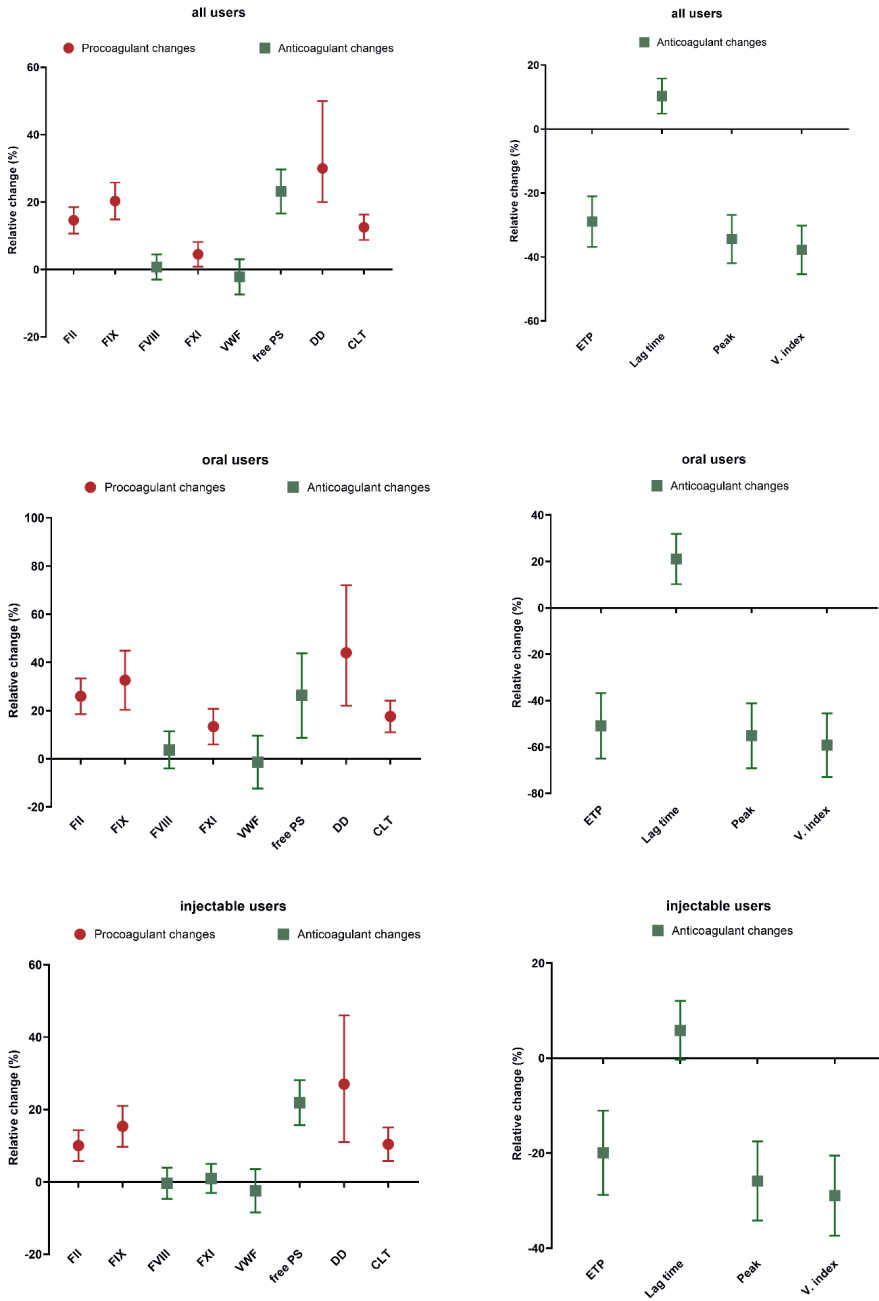 all users
Procoagulant changes
Anticoagulant changes
Relative change (%)
60
40
20
0
-20
FII
FIX
FVIII
FXI
VWF
free PS
DD
CLT
all users
Anticoagulant changes
Relative change (%)
20
0
-20
-40
-60
ETP
Lag time
Peak
V. index
oral users
Procoagulant changes
Anticoagulant changes
Relative change (%)
100
80
60
40
20
0
-20
FII
FIX
FVIII
FXI
VWF
free PS
DD
CLT
oral users
Anticoagulant changes
Relative change (%)
40
20
0
-20
-40
-60
-80
ETP
Lag time
Peak
V. index
injectable users
Procoagulant changes
Anticoagulant changes
Relative change (%)
60
40
20
0
-20
FII
FIX
FVIII
FXI
VWF
free PS
DD
CLT
injectable users
Anticoagulant changes
Relative change (%)
20
0
-20
-40
ETP
Lag time
Peak
V. index